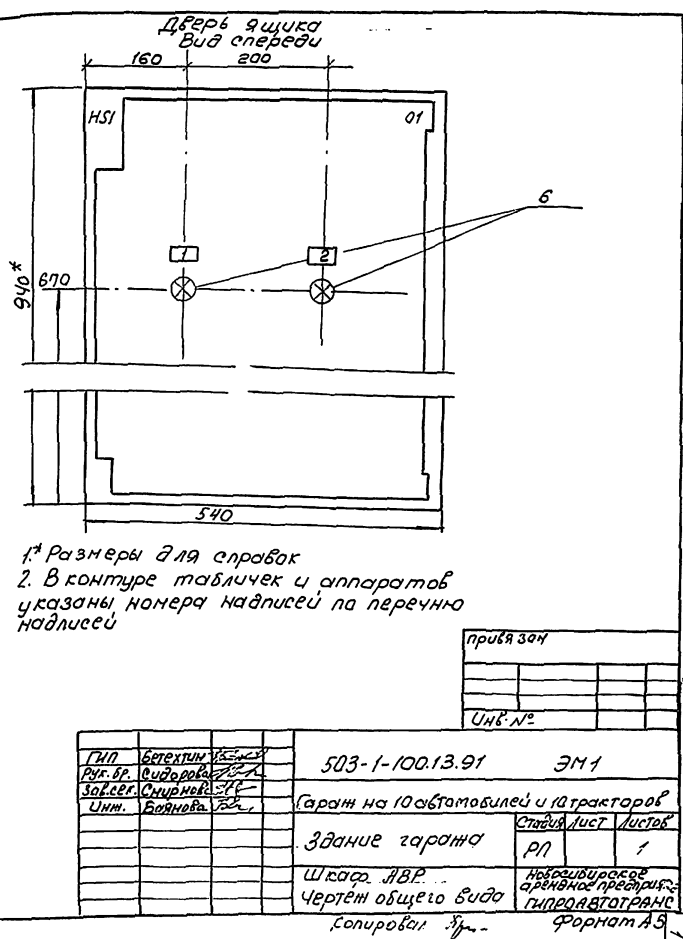 Дверь ящика
Вид спереди
160 200
HS1 01
6
1 2
940*
670
540
1.* Размеры для справок
2. В контуре табличек и аппаратов
указаны номера надписей по перечню
надписей
привязан
Инв. №
ГИП Бетехтин
Рук. бр. Сидорова
Зав.сек. Смирнова
Инж. Баянова
503-1-100.13.91 ЭМ1
Гараж на 10 автомобилей и 10 тракторов
Здание гаража
Стадия Лист Листов
РП 1
Шкаф АВР.
Чертеж общего вида
Новосибирское
арендное предприятие
ГИПРОАВТОТРАНС
Копировал
Формат А3